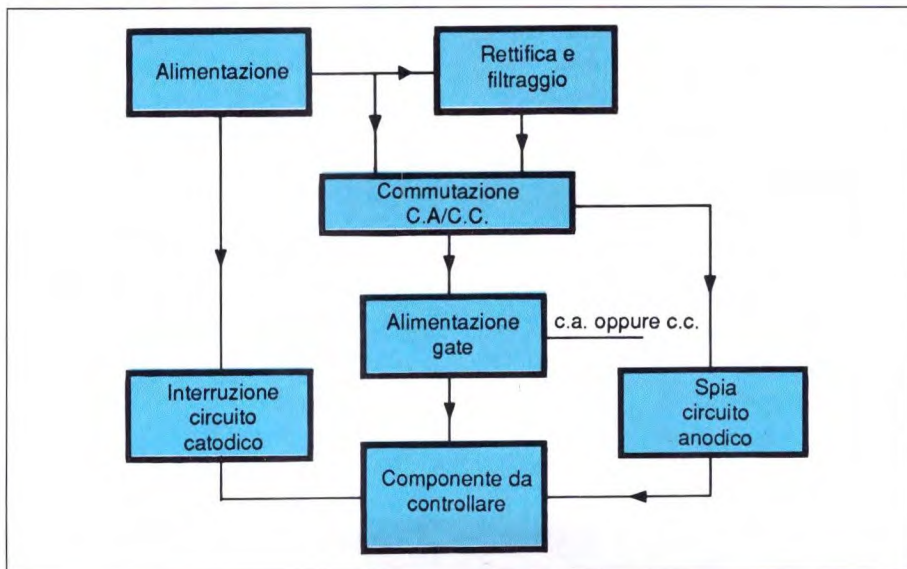 Alimentazione
Rettifica e
filtraggio
Commutazione
C.A/C.C.
Alimentazione
gate
c.a. oppure c.c.
Interruzione
circuito
catodico
Spia
circuito
anodico
Componente da
controllare